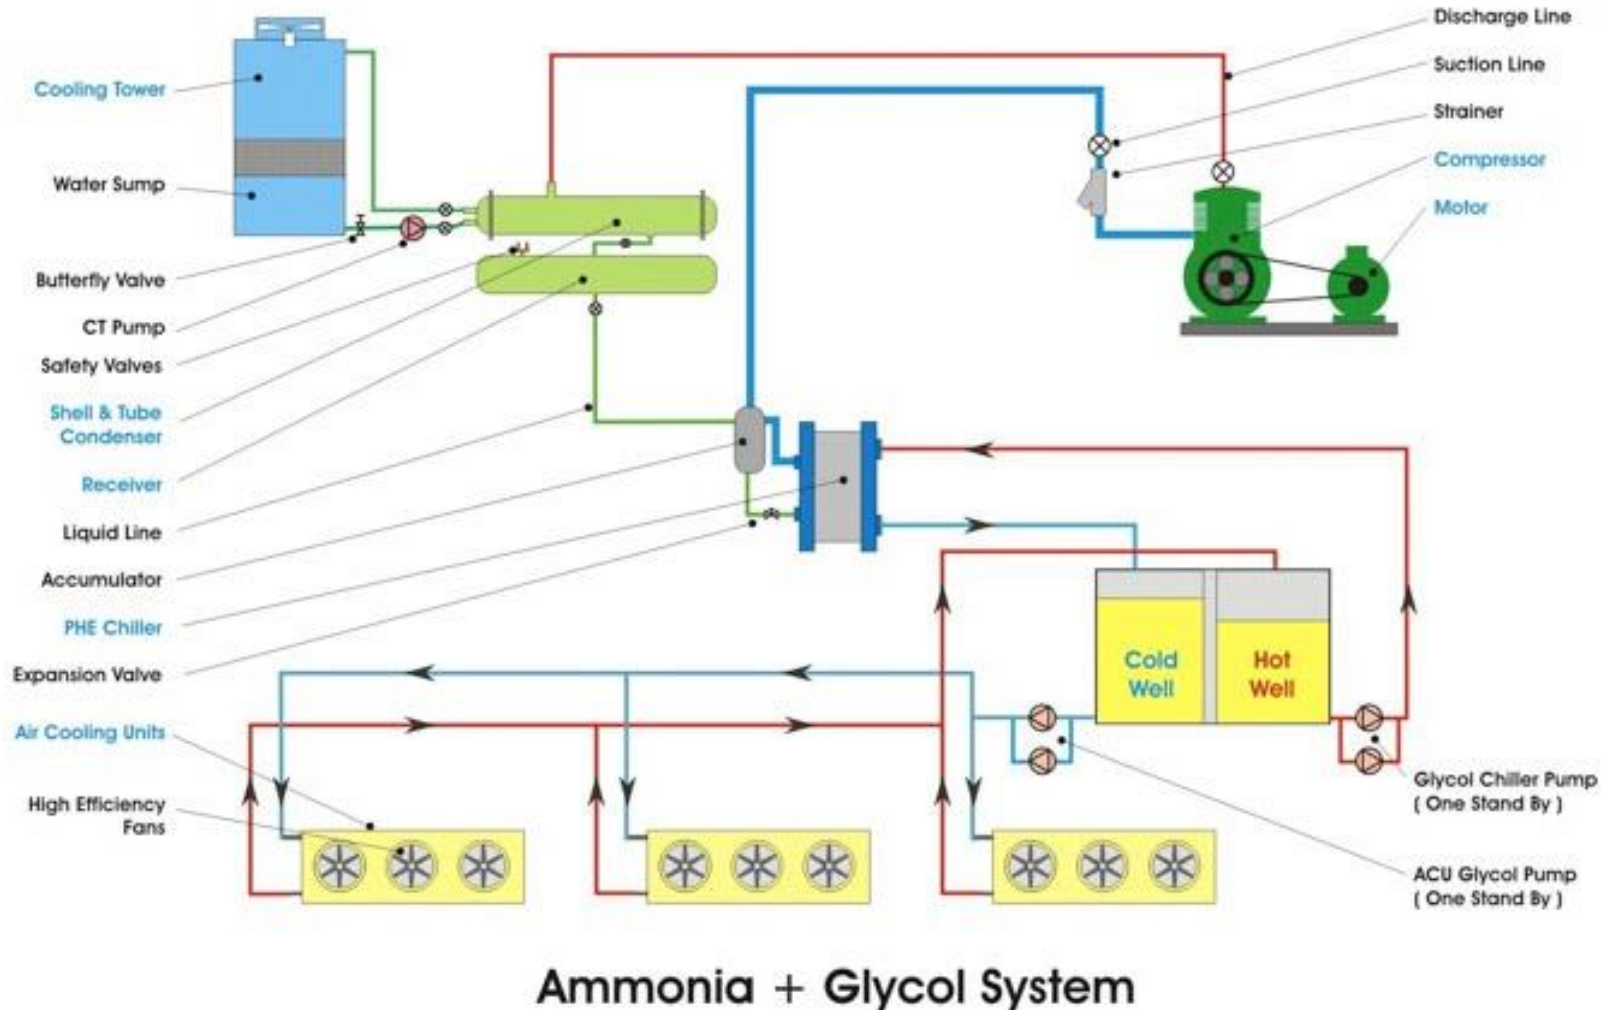 Cooling Tower
Water Sump
Butterfly Valve
CT Pump
Safety Valves
Shell & Tube
Condenser
Receiver
Liquid Line
Accumulator
PHE Chiller
Expansion Valve
Air Cooling Units
High Efficiency
Fans
Discharge Line
Suction Line
Strainer
Compressor
Motor
Cold
Well
Hot
Well
Glycol Chiller Pump
( One Stand By )
ACU Glycol Pump
( One Stand By )
Ammonia + Glycol System